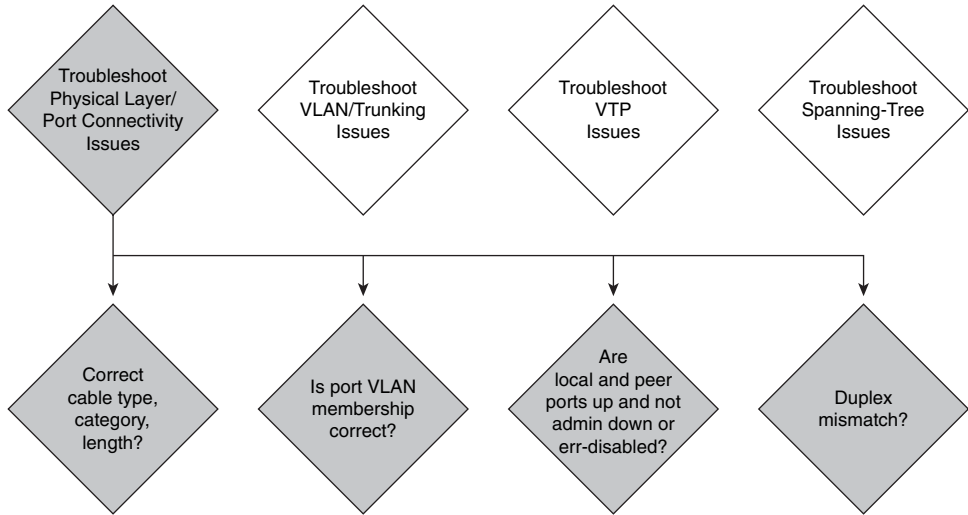 Troubleshoot
Physical Layer/
Port Connectivity
Issues
Troubleshoot
VLAN/Trunking
Issues
Troubleshoot
VTP
Issues
Troubleshoot
Spanning-Tree
Issues
Correct
cable type,
category,
length?
Is port VLAN
membership
correct?
Are
local and peer
ports up and not
admin down or
err-disabled?
Duplex
mismatch?